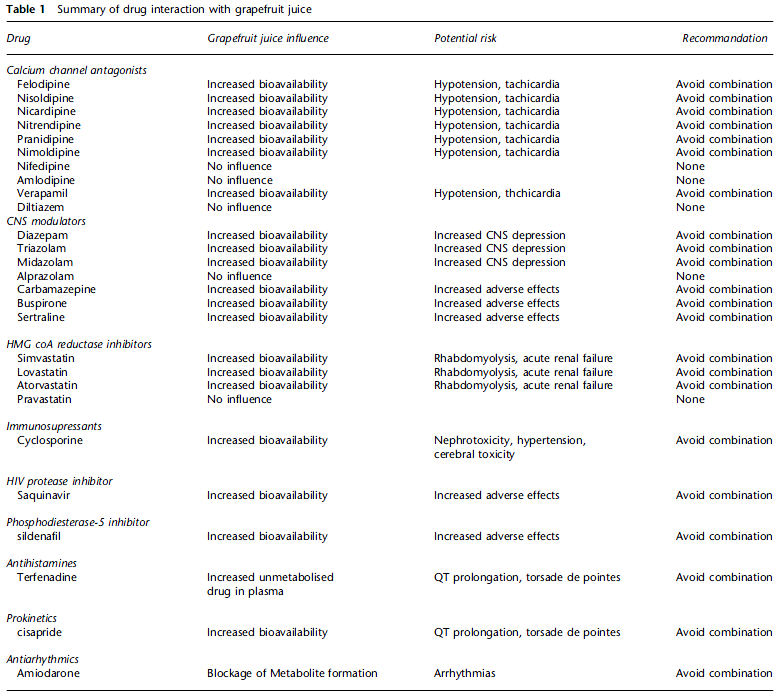 Table 1 Summary of drug interaction with grapefruit juice
Drug Grapefruit juice influence Potential risk Recommandation
Calcium channel antagonists
Felodipine Increased bioavailability Hypotension, tachicardia Avoid combination
Nisoldipine Increased bioavailability Hypotension, tachicardia Avoid combination
Nicardipine Increased bioavailability Hypotension, tachicardia Avoid combination
Nitrendipine Increased bioavailability Hypotension, tachicardia Avoid combination
Pranidipine Increased bioavailability Hypotension, tachicardia Avoid combination
Nimoldipine Increased bioavailability Hypotension, tachicardia Avoid combination
Nifedipine No influence None
Amlodipine No influence None
Verapamil Increased bioavailability Hypotension, thchicardia Avoid combination
Diltiazem No influence None
CNS modulators
Diazepam Increased bioavailability Increased CNS depression Avoid combination
Triazolam Increased bioavailability Increased CNS depression Avoid combination
Midazolam Increased bioavailability Increased CNS depression Avoid combination
Alprazolam No influence None
Carbamazepine Increased bioavailability Increased adverse effects Avoid combination
Buspirone Increased bioavailability Increased adverse effects Avoid combination
Sertraline Increased bioavailability Increased adverse effects Avoid combination
HMG coA reductase inhibitors
Simvastatin Increased bioavailability Rhabdomyolysis, acute renal failure Avoid combination
Lovastatin Increased bioavailability Rhabdomyolysis, acute renal failure Avoid combination
Atorvastatin Increased bioavailability Rhabdomyolysis, acute renal failure Avoid combination
Pravastatin No influence None
Immunosupressants
Cyclosporine Increased bioavailability Nephrotoxicity, hypertension, Avoid combination
cerebral toxicity
HIV protease inhibitor
Saquinavir Increased bioavailability Increased adverse effects Avoid combination
Phosphodiesterase-5 inhibitor
sildenafil Increased bioavailability Increased adverse effects Avoid combination
Antihistamines
Terfenadine Increased unmetabolised QT prolongation, torsade de pointes Avoid combination
drug in plasma
Prokinetics
cisapride Increased bioavailability QT prolongation, torsade de pointes Avoid combination
Antiarhythmics
Amiodarone Blockage of Metabolite formation Arrhythmias Avoid combination